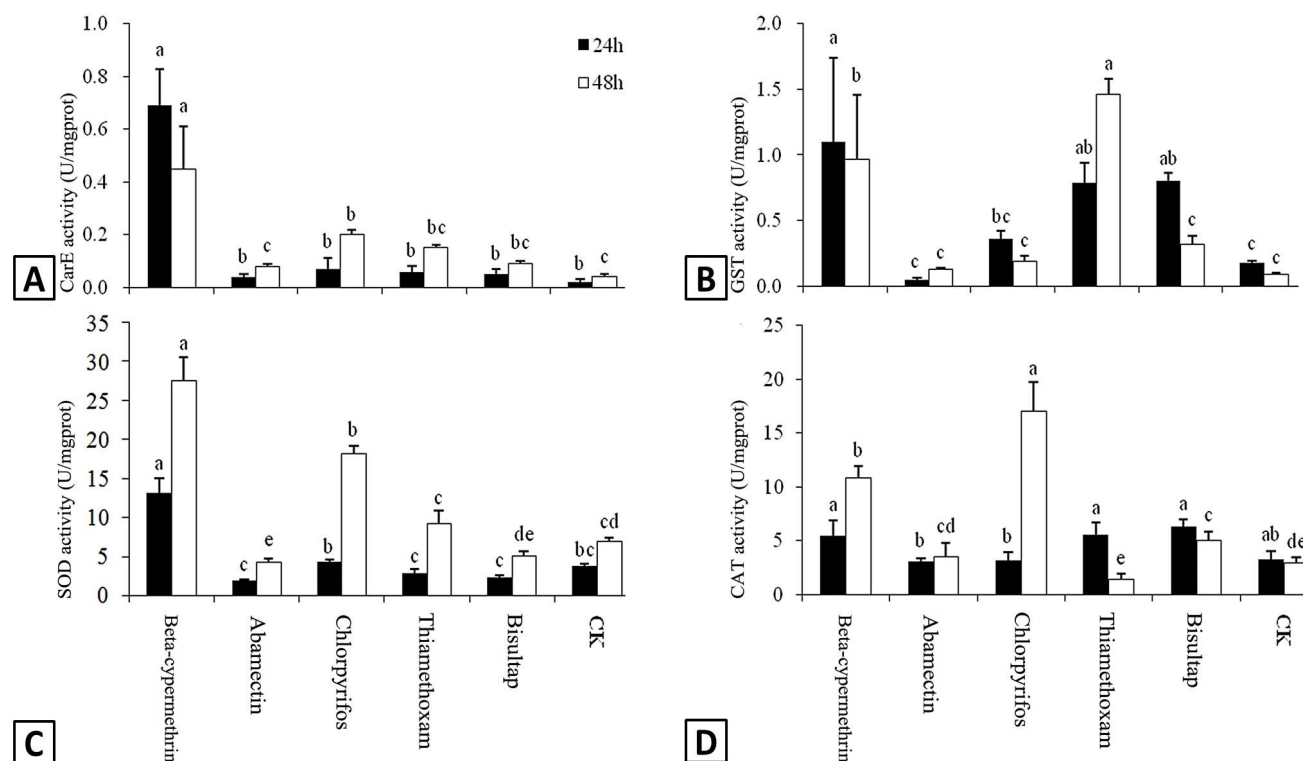 A
CarE activity (U/mgprot)
1.0
0.8
0.6
0.4
0.2
0.0
a
a
b
c
b
b
b
bc
b
bc
b
c
24h
48h
B
GST activity (U/mgprot)
2.0
1.5
1.0
0.5
0.0
a
b
c
c
bc
c
ab
a
ab
b
c
c
C
SOD activity (U/mgprot)
35
30
25
20
15
10
5
0
a
a
c
e
b
b
c
c
c
de
bc
cd
Beta-cypermethrin
Abamectin
Chlorpyrifos
Thiamethoxam
Bisultap
CK
D
CAT activity (U/mgprot)
25
20
15
10
5
0
a
b
b
cd
b
a
a
e
a
c
ab
de
Beta-cypermethrin
Abamectin
Chlorpyrifos
Thiamethoxam
Bisultap
CK